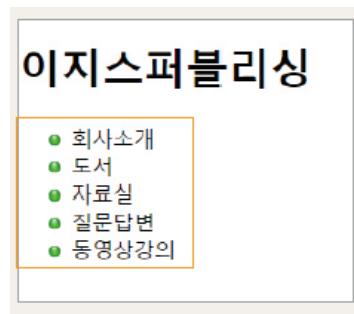 이지스퍼블리싱
회사소개
도서
자료실
질문답변
동영상강의